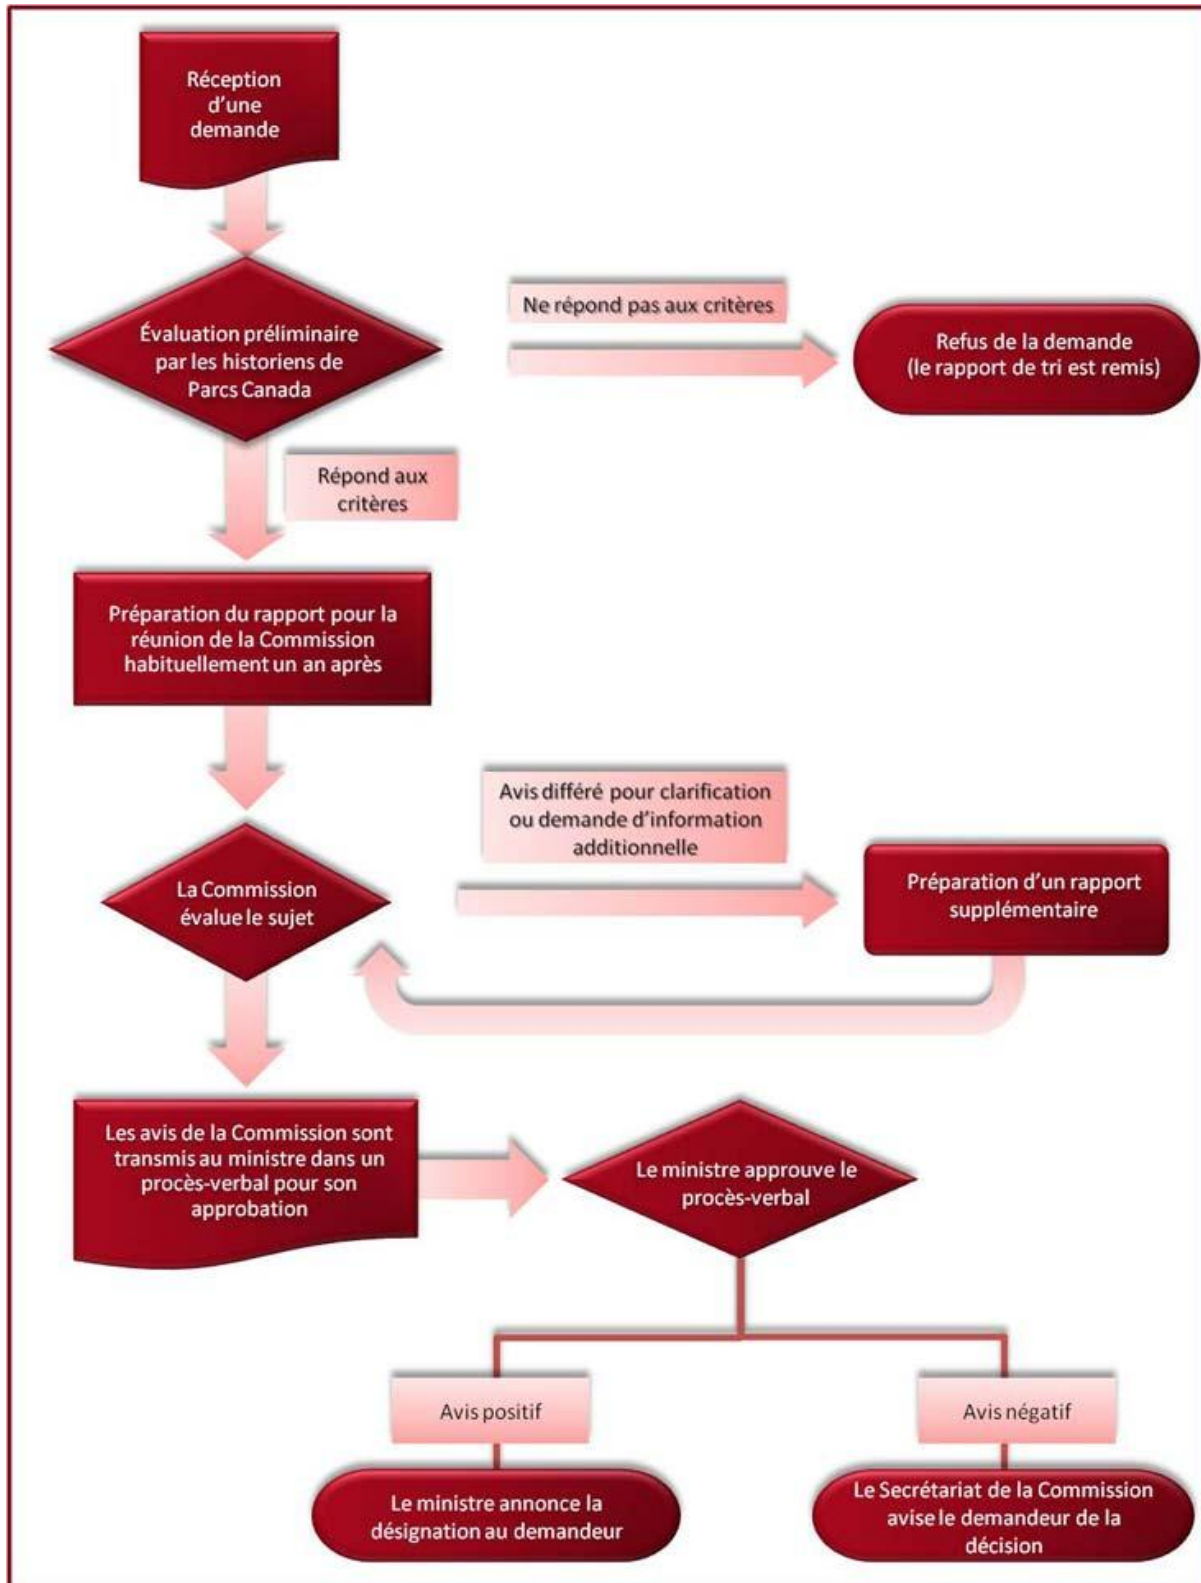 Réception
d'une
demande
Évaluation préliminaire
par les historiens de
Parcs Canada
Ne répond pas aux critères
Refus de la demande
(le rapport de tri est remis)
Répond aux
critères
Préparation du rapport pour la
réunion de la Commission
habituellement un an après
La Commission
évalue le sujet
Avis différé pour clarification
ou demande d'information
additionnelle
Préparation d'un rapport
supplémentaire
Les avis de la Commission sont
transmis au ministre dans un
procès-verbal pour son
approbation
Le ministre approuve le
procès-verbal
Avis positif
Le ministre annonce la
désignation au demandeur
Avis négatif
Le Secrétariat de la Commission
avise le demandeur de la
décision